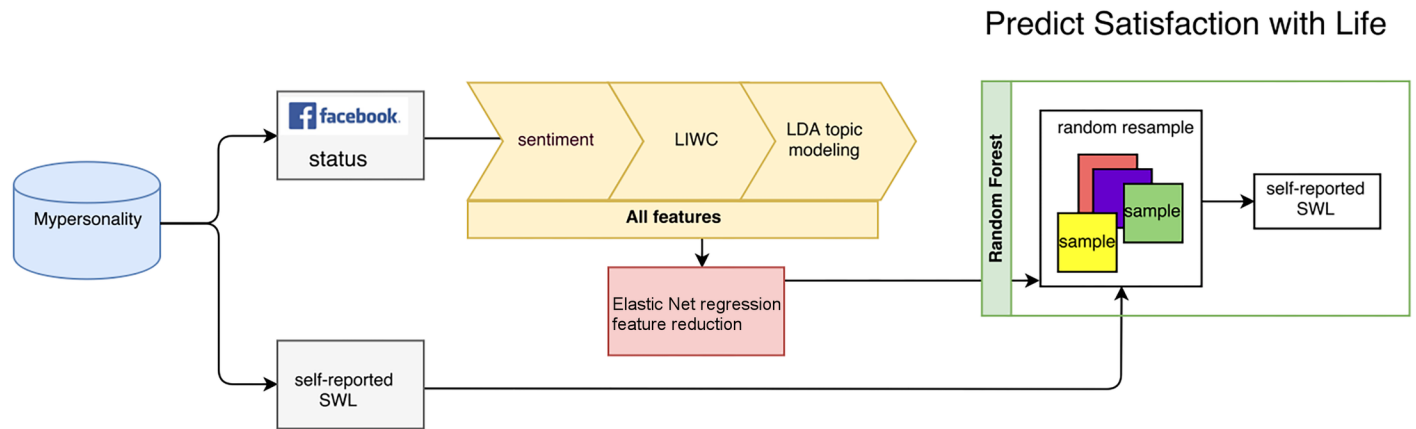 Predict Satisfaction with Life
facebook.
status
Mypersonality
sentiment
LIWC
LDA topic
modeling
All features
Elastic Net regression
feature reduction
self-reported
SWL
Random Forest
random resample
sample
sample
self-reported
SWL